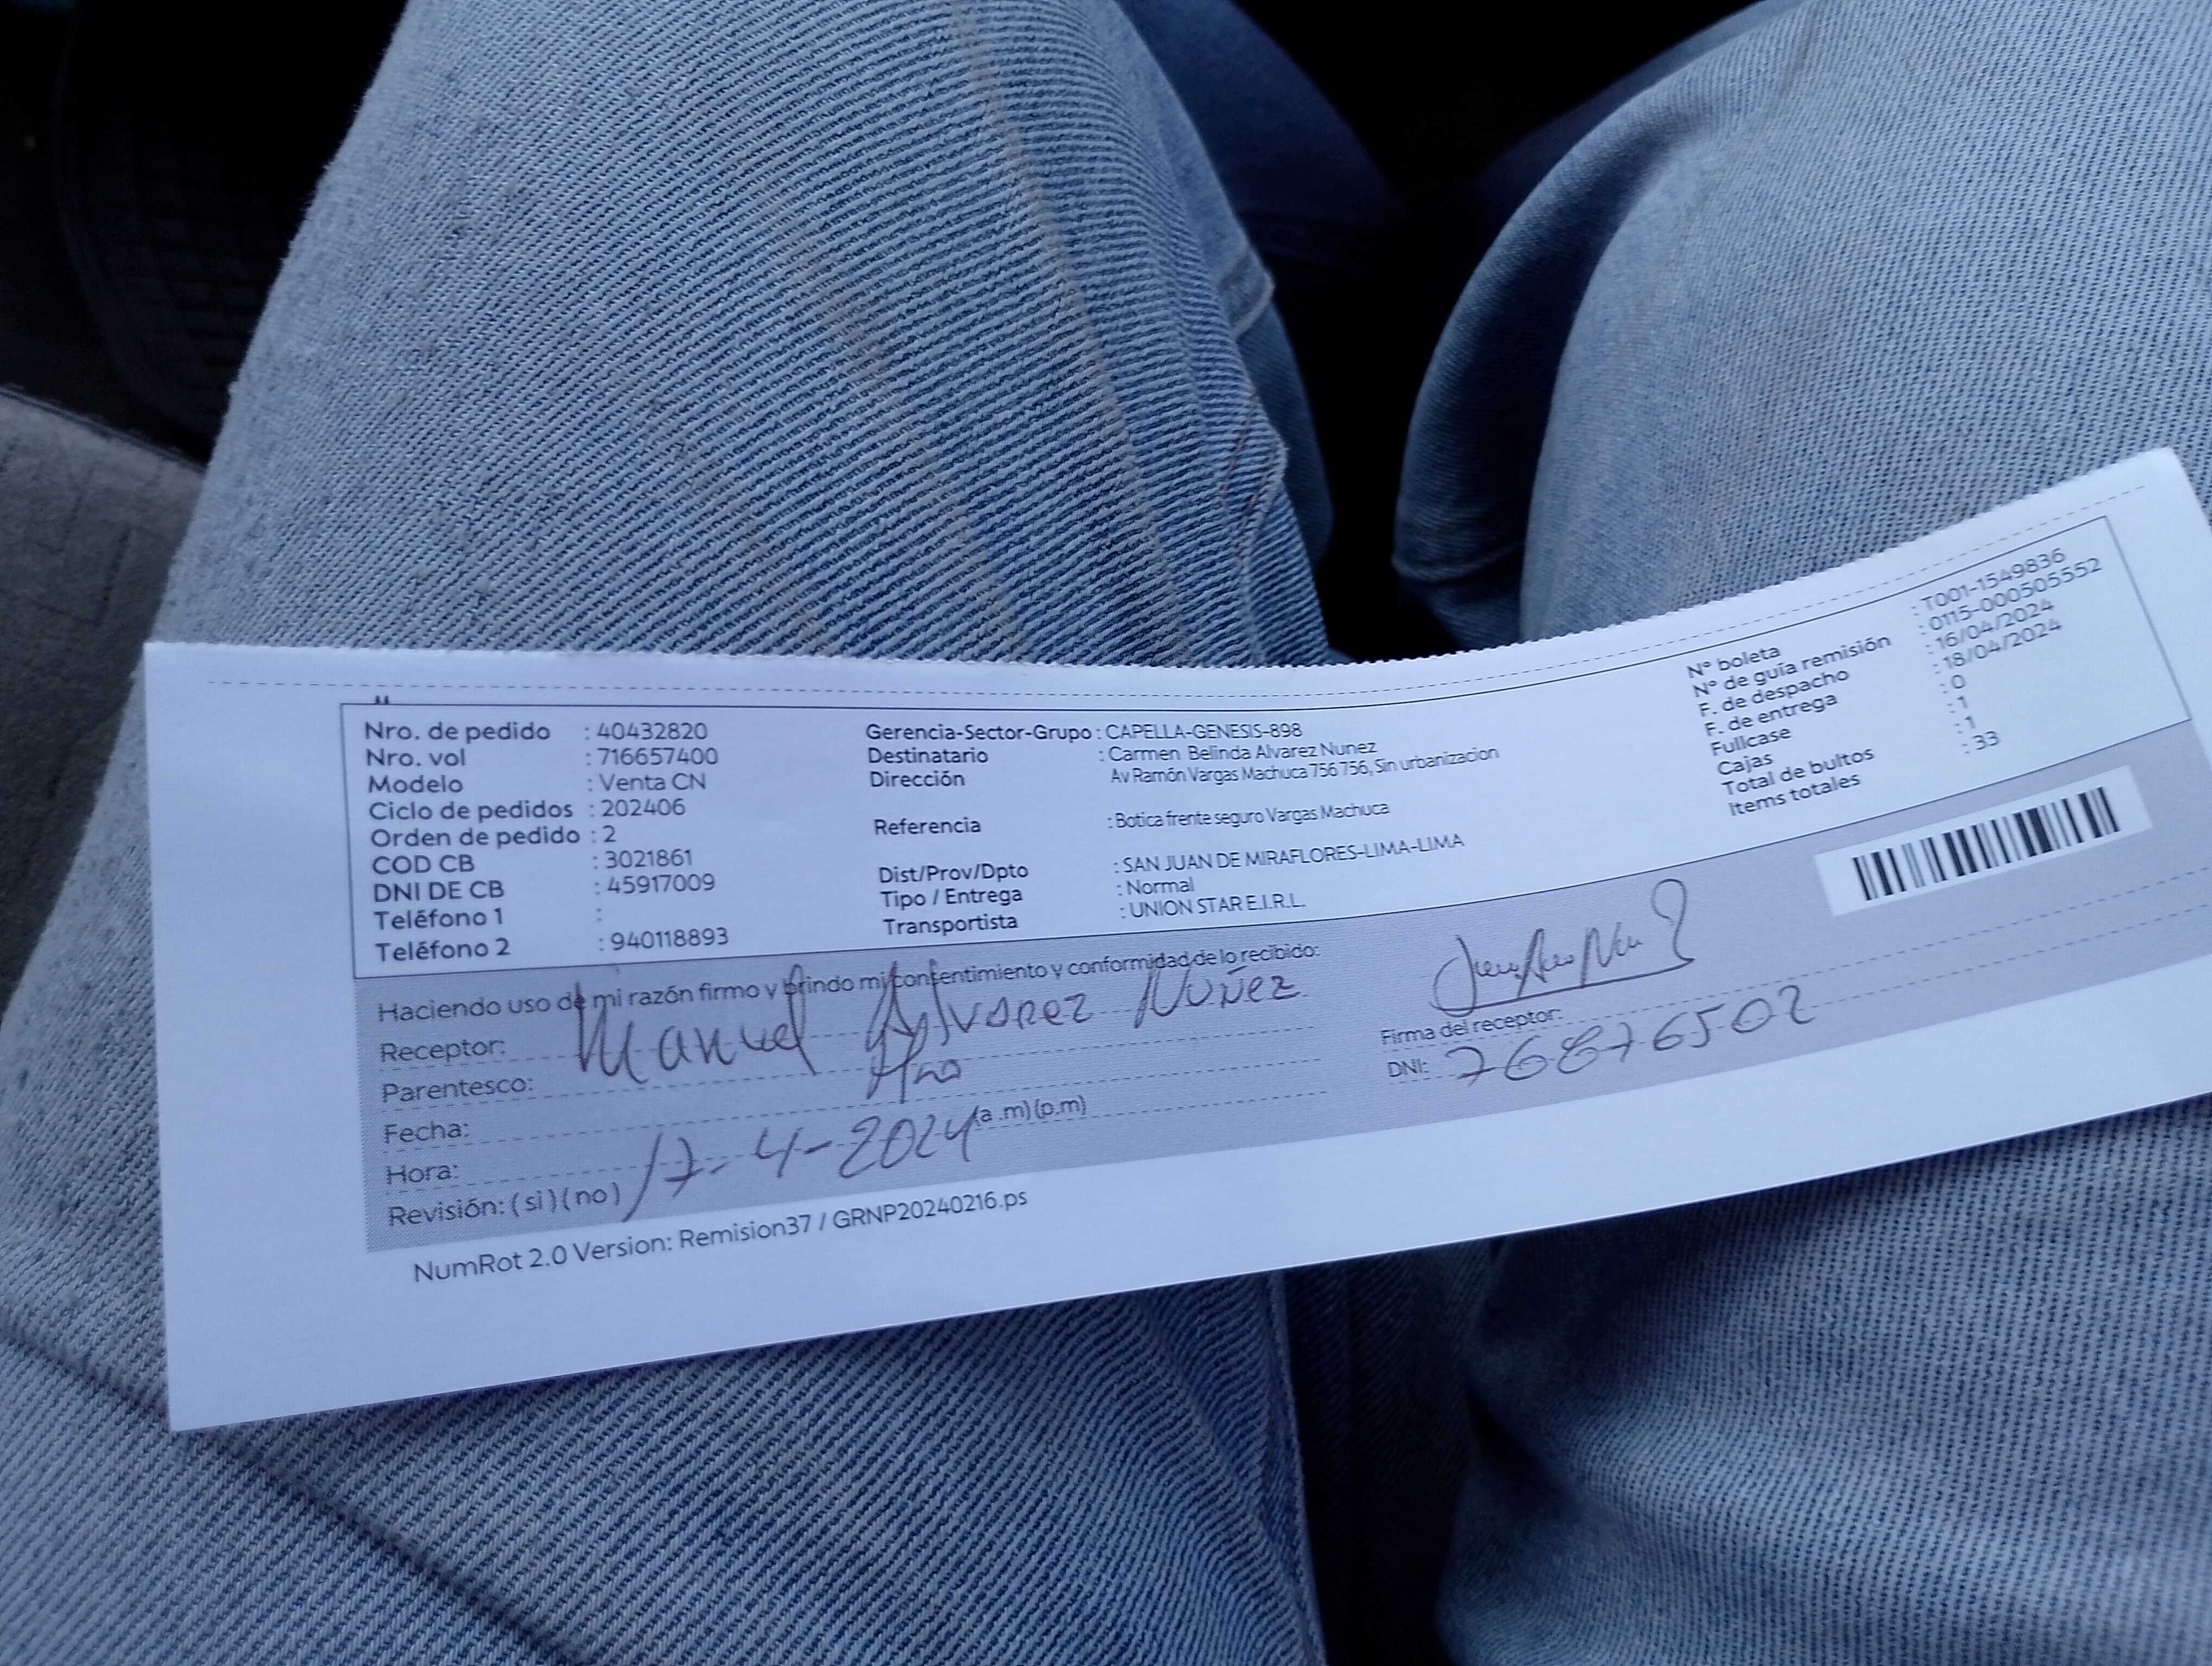 Nro. de pedido : 40432820
Nro. vol : 716657400
Modelo : Venta CN
Ciclo de pedidos : 202406
Orden de pedido : 2
COD CB : 3021861
DNI DE CB : 45917009
Teléfono 1 :
Teléfono 2 : 940118893
Gerencia-Sector-Grupo : CAPELLA-GENESIS-898
Destinatario : Carmen Belinda Alvarez Nunez
Dirección Av Ramón Vargas Machuca 756 756, Sin urbanizacion
Referencia : Botica frente seguro Vargas Machuca
Dist/Prov/Dpto : SAN JUAN DE MIRAFLORES-LIMA-LIMA
Tipo / Entrega : Normal
Transportista : UNION STAR E.I.R.L.
N° boleta : T001-1549836
N° de guía remisión : 0115-000505552
F. de despacho : 16/04/2024
F. de entrega : 18/04/2024
Fullcase : 0
Cajas : 1
Total de bultos : 1
Items totales : 33
Haciendo uso de mi razón firmo y brindo mi consentimiento y conformidad de lo recibido:
Receptor: Manuel Alvarez Nuñez
Parentesco: Hno
Fecha:
Hora: 17-4-2024 (a.m)(p.m)
Revisión: (si)(no)
Firma del receptor:
DNI: 76876502
NumRot 2.0 Version: Remision37 / GRNP20240216.ps